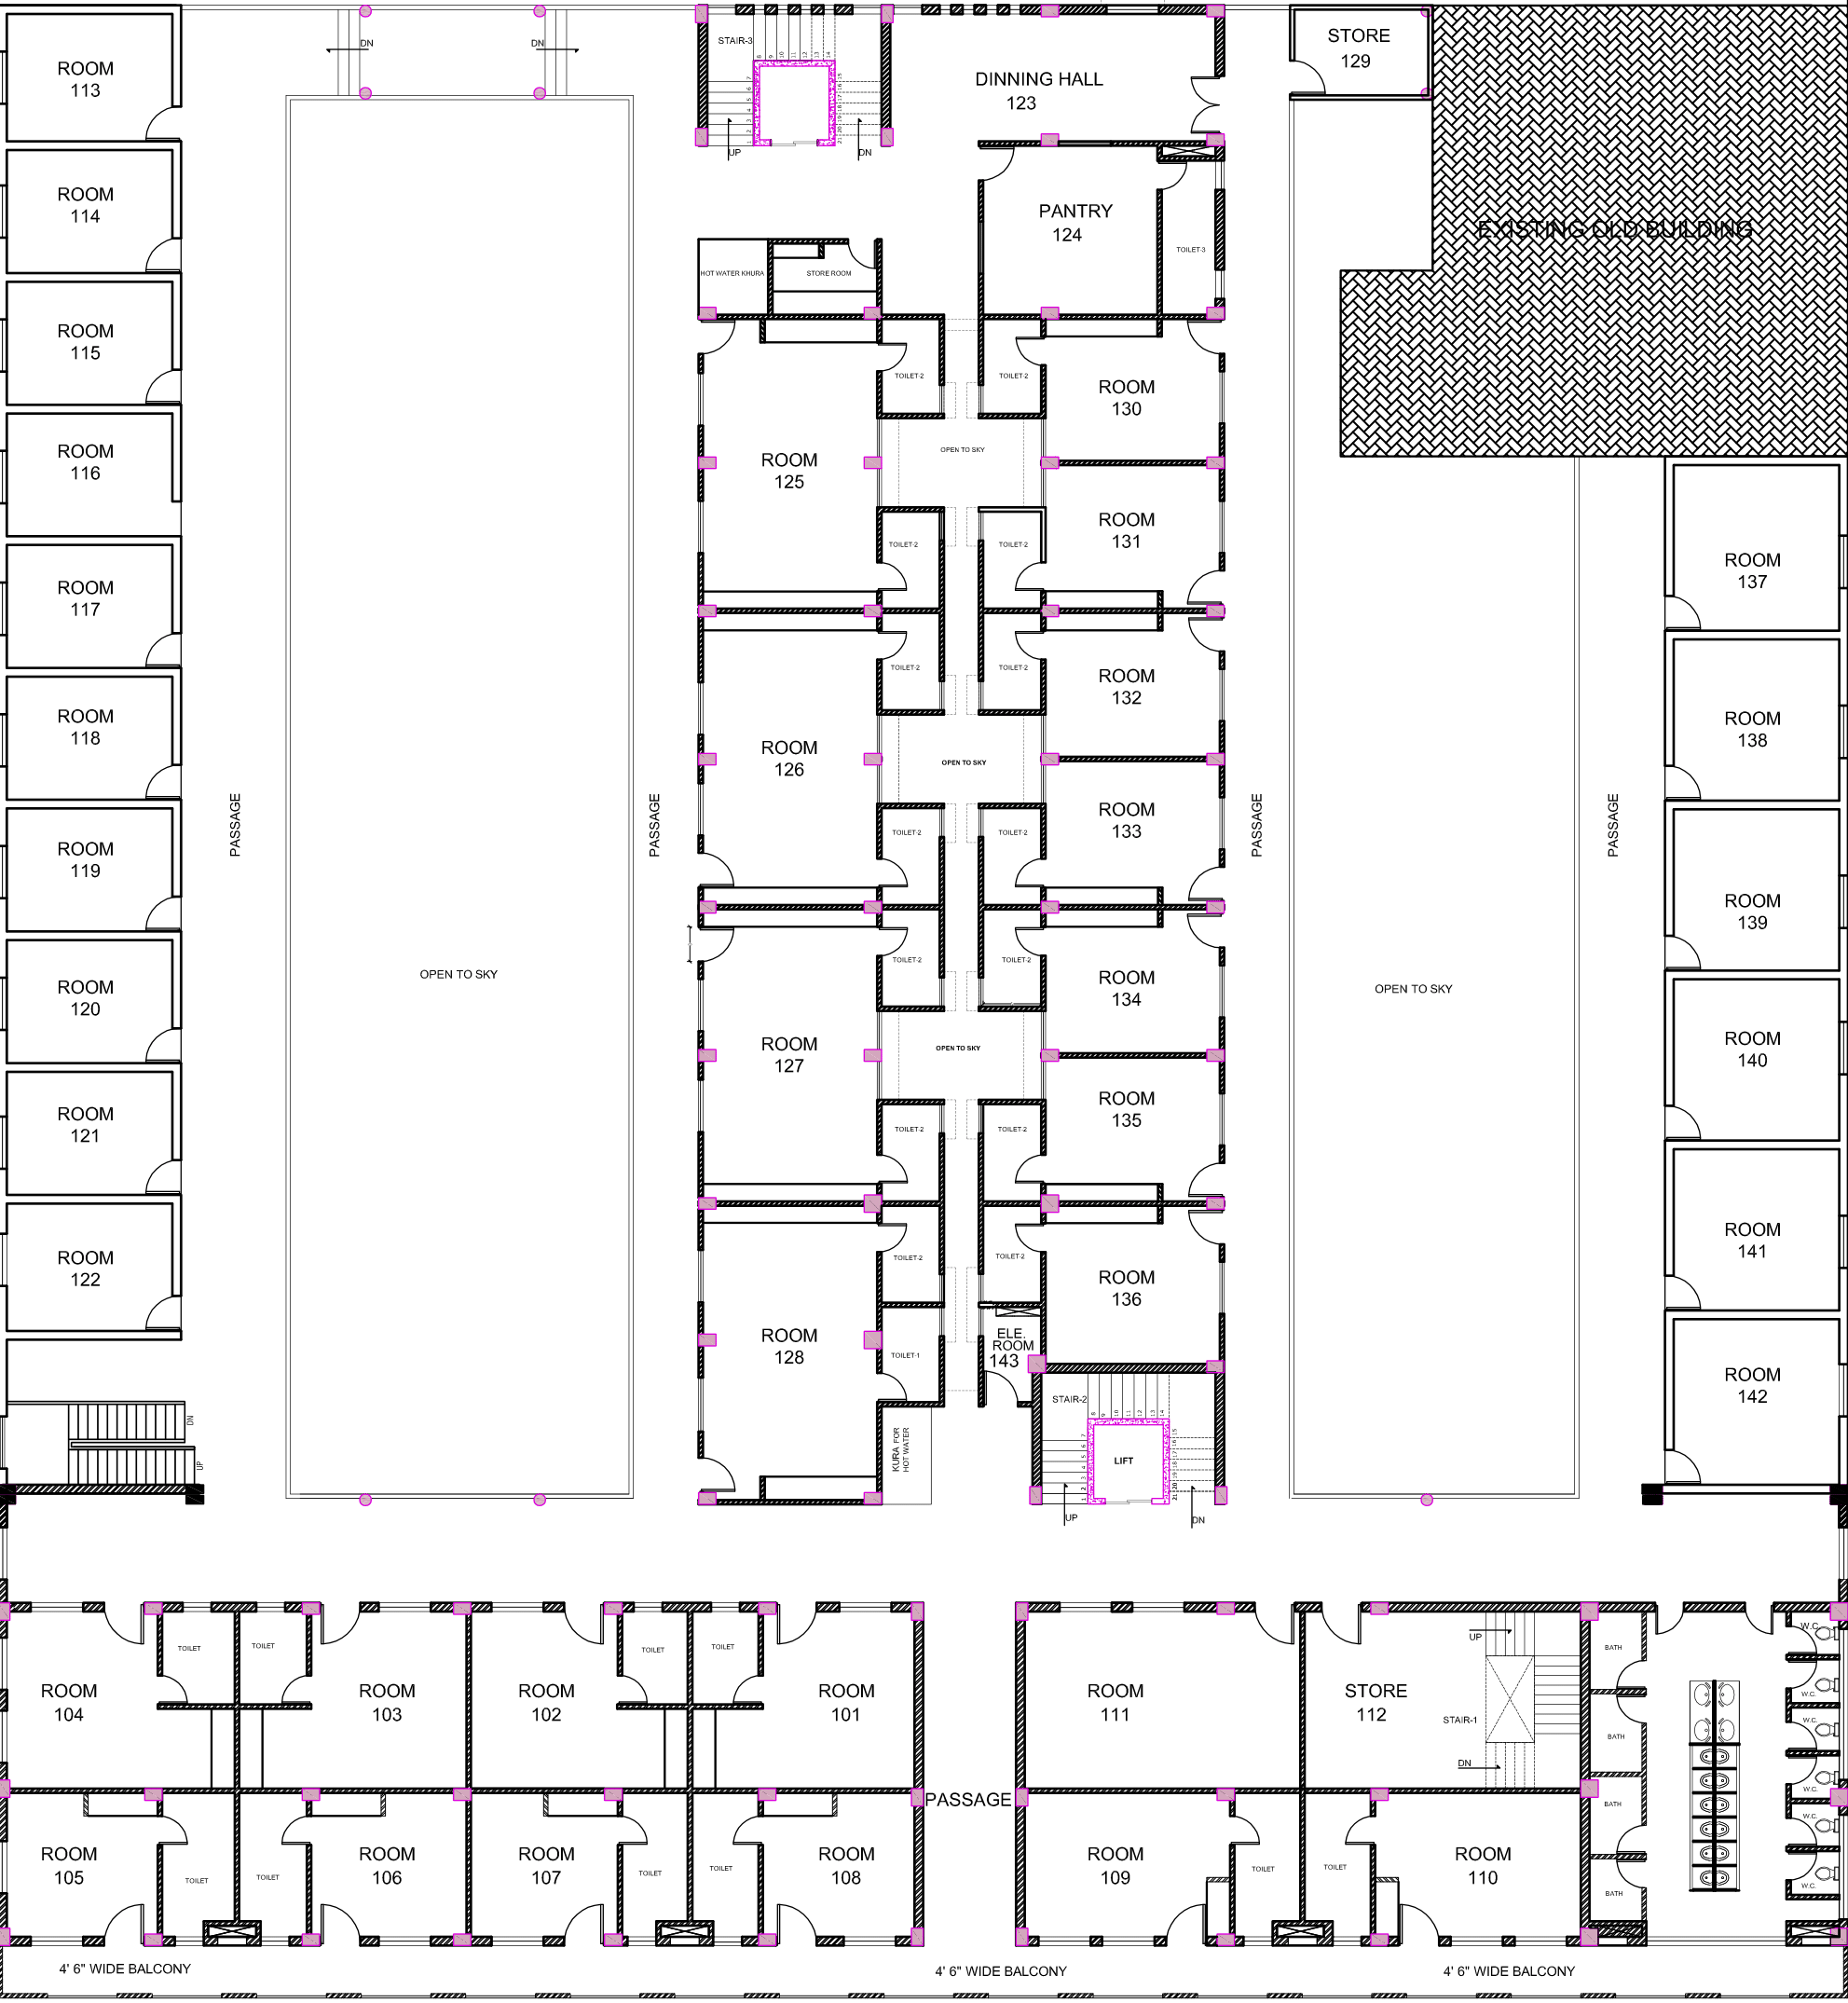 DN
DN
STAIR-3
UP
DN
DINNING HALL
123
STORE
129
EXISTING OLD BUILDING
PANTRY
124
TOILET-3
HOT WATER KHURA
STORE ROOM
ROOM
113
ROOM
114
ROOM
115
ROOM
116
ROOM
117
ROOM
118
ROOM
119
ROOM
120
ROOM
121
ROOM
122
DN
UP
PASSAGE
OPEN TO SKY
PASSAGE
ROOM
125
ROOM
126
ROOM
127
ROOM
128
TOILET-2
TOILET-2
OPEN TO SKY
TOILET-2
TOILET-2
TOILET-2
TOILET-2
OPEN TO SKY
TOILET-2
TOILET-2
TOILET-2
TOILET-2
OPEN TO SKY
TOILET-2
TOILET-2
TOILET-2
TOILET-2
TOILET-1
ELE.
ROOM
143
KURA FOR
HOT WATER
ROOM
130
ROOM
131
ROOM
132
ROOM
133
ROOM
134
ROOM
135
ROOM
136
STAIR-2
LIFT
UP
DN
PASSAGE
OPEN TO SKY
PASSAGE
ROOM
137
ROOM
138
ROOM
139
ROOM
140
ROOM
141
ROOM
142
ROOM
104
TOILET
TOILET
ROOM
103
ROOM
102
TOILET
TOILET
ROOM
101
ROOM
111
STORE
112
UP
STAIR-1
DN
BATH
BATH
BATH
BATH
W.C.
W.C.
W.C.
W.C.
W.C.
W.C.
PASSAGE
ROOM
105
TOILET
TOILET
ROOM
106
ROOM
107
TOILET
TOILET
ROOM
108
ROOM
109
TOILET
TOILET
ROOM
110
4' 6" WIDE BALCONY
4' 6" WIDE BALCONY
4' 6" WIDE BALCONY